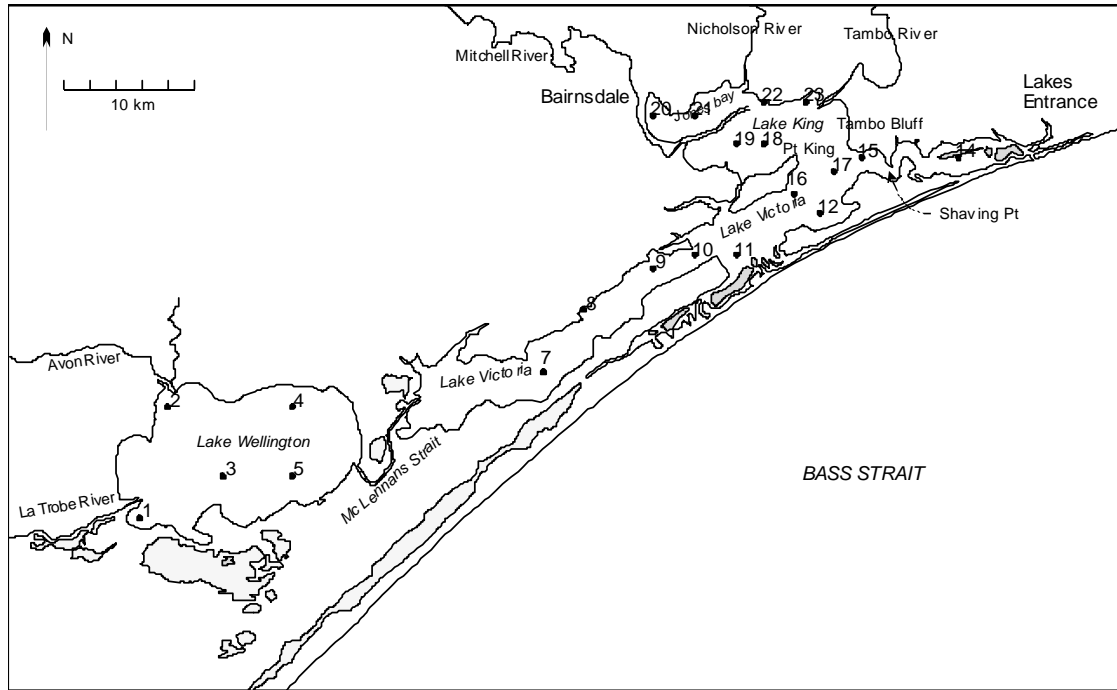 N
10 km
Nicholson River
Tambo River
Mitchell River
Bairnsdale
Lakes
Entrance
20
21
Jones bay
22
23
Lake King
Tambo Bluff
19
18
Pt King
15
14
17
16
12
Shaving Pt
Lake Victoria
9
10
11
8
Avon River
7
Lake Victoria
2
4
Lake Wellington
3
5
Mc Lennans Strait
BASS STRAIT
La Trobe River
1